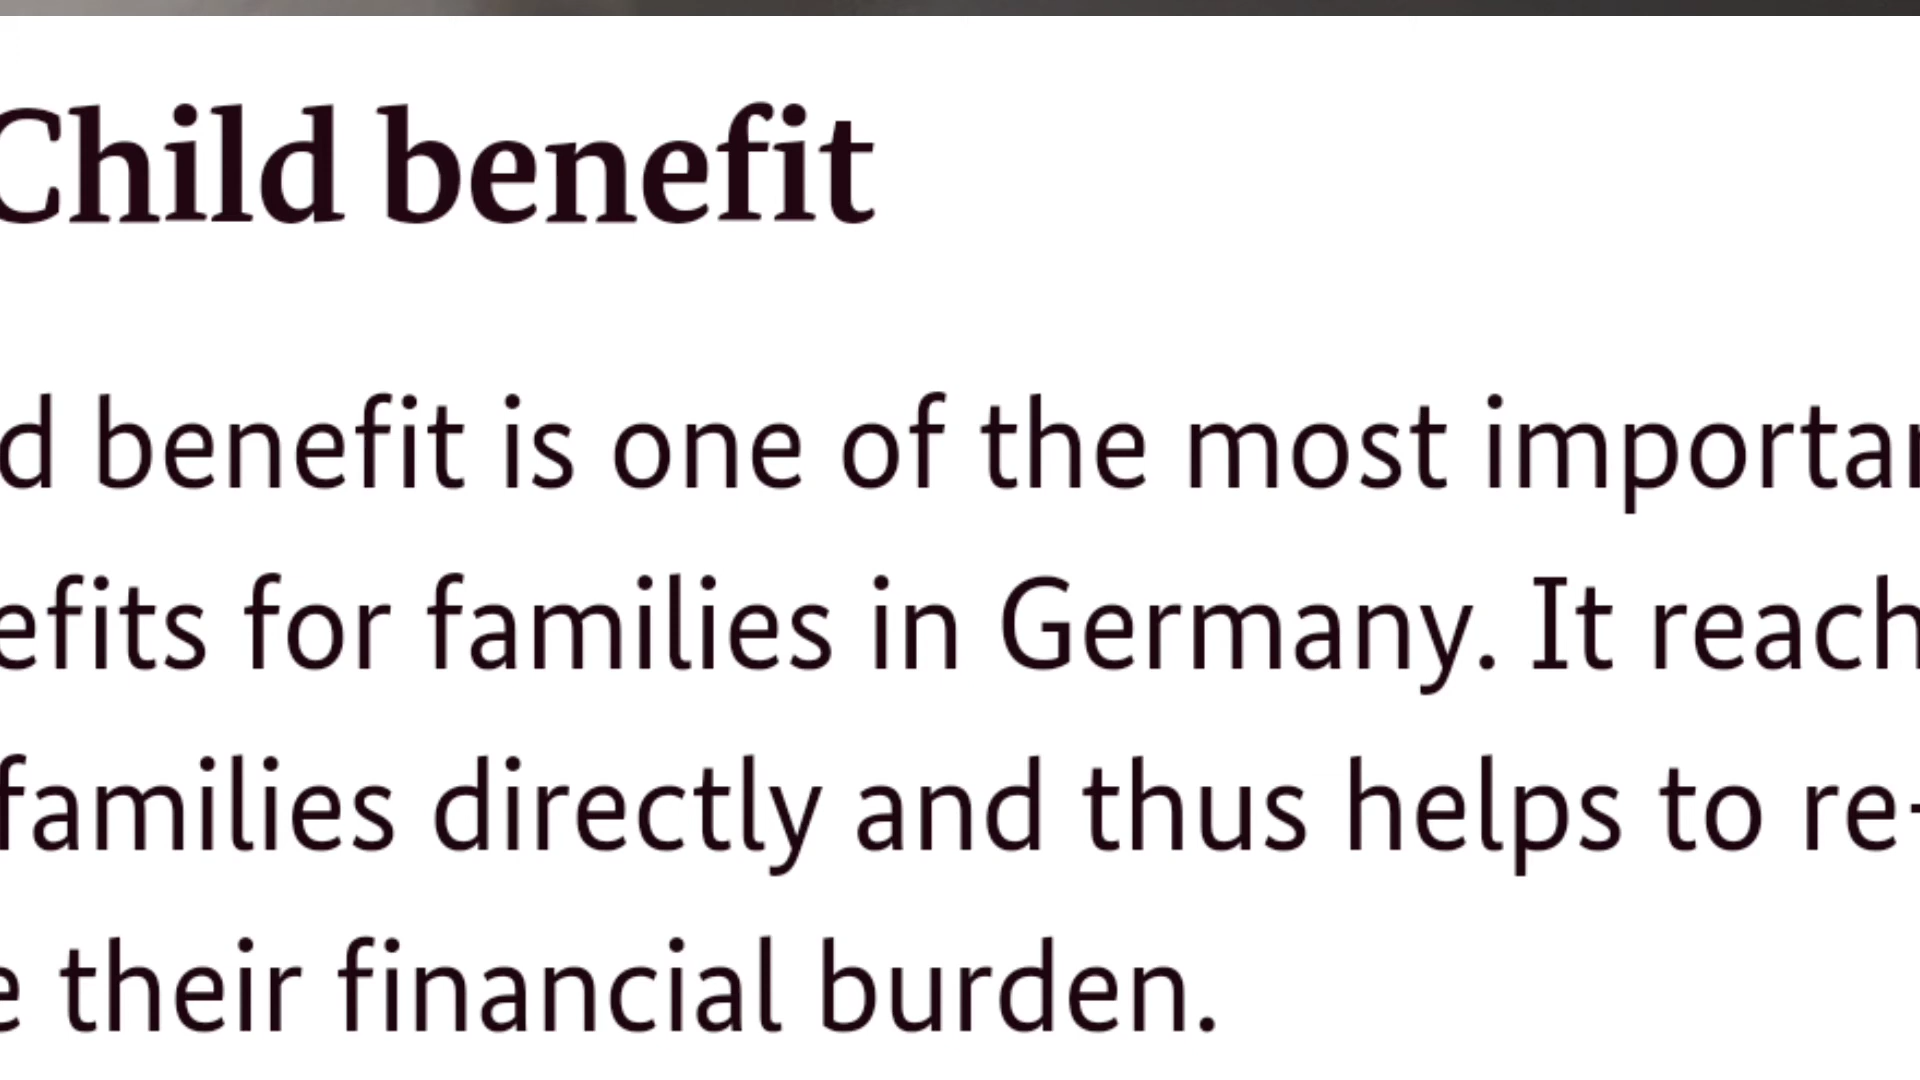 Child benefit
d benefit is one of the most importan
efits for families in Germany. It reach
families directly and thus helps to re-
e their financial burden.